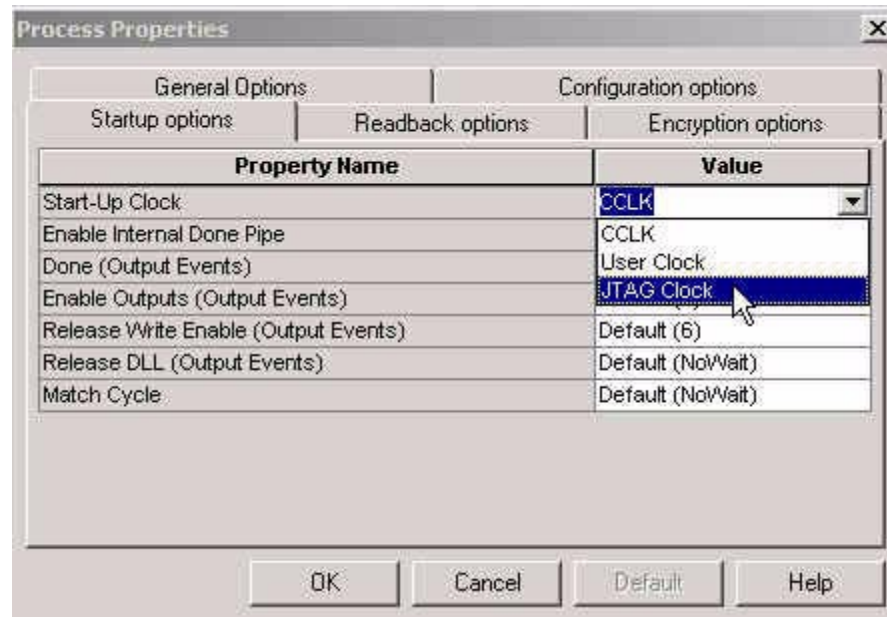 Process Properties
General Options
Configuration options
Startup options
Readback options
Encryption options
Property Name
Value
Start-Up Clock
CCLK
Enable Internal Done Pipe
CCLK
Done (Output Events)
User Clock
Enable Outputs (Output Events)
JTAG Clock
Release Write Enable (Output Events)
Default (6)
Release DLL (Output Events)
Default (NoWait)
Match Cycle
Default (NoWait)
OK
Cancel
Default
Help